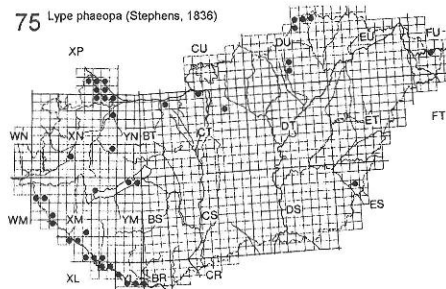 75 Lype phaeopa (Stephens, 1836)
XP CU DU EU FU
WN XN YN BT CT DT ET FT
WM XM YM BS CS DS ES
XL YL BR CR